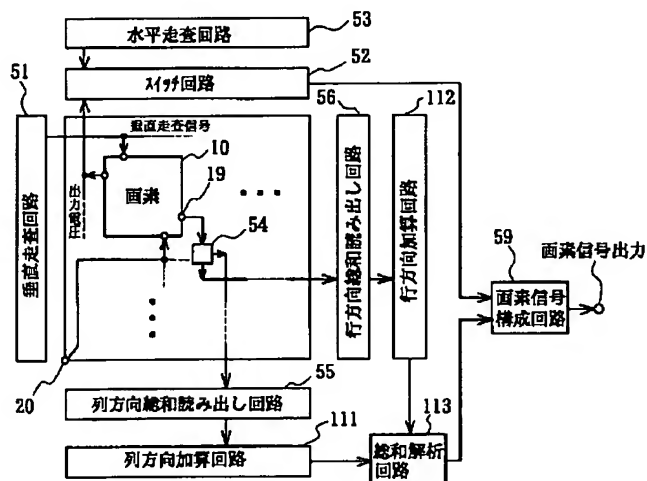 53
水平走査回路
51
52
スイッチ回路
56
112
垂直走査信号
10
画素
19
出力電圧
垂直走査回路
54
行方向総和読み出し回路
行方向加算回路
59
画素信号出力
画素信号
構成回路
20
55
列方向総和読み出し回路
111
113
列方向加算回路
総和解析
回路